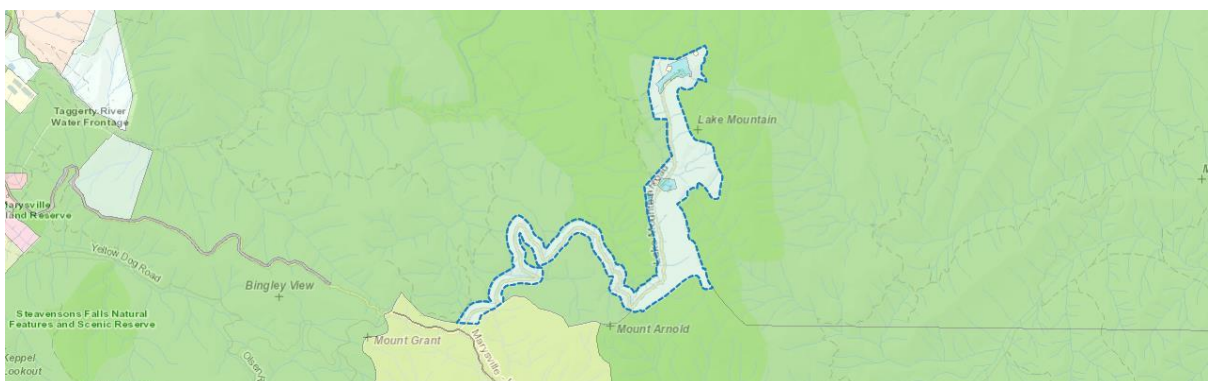 Taggerty River
Water Frontage
Lake Mountain
M
Marysville
land Reserve
Yellow Dog Road
Bingley View
Steavensons Falls Natural
Features and Scenic Reserve
Mount Arnold
Mount Grant
Marysville -
Keppel
Lookout